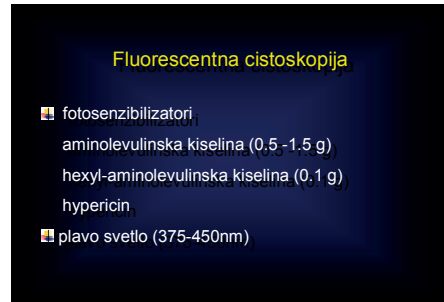 Fluorescentna cistoskopija
fotosenzibilizatori
aminolevulinska kiselina (0.5 -1.5 g)
hexyl-aminolevulinska kiselina (0.1 g)
hypericin
plavo svetlo (375-450nm)